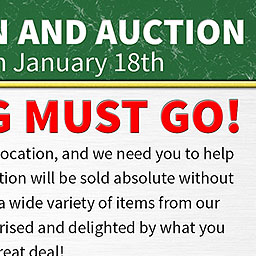 AND AUCTION
January 18th
MUST GO!
ocation, and we need you to help
tion will be sold absolute without
a wide variety of items from our
rised and delighted by what you
reat deal!